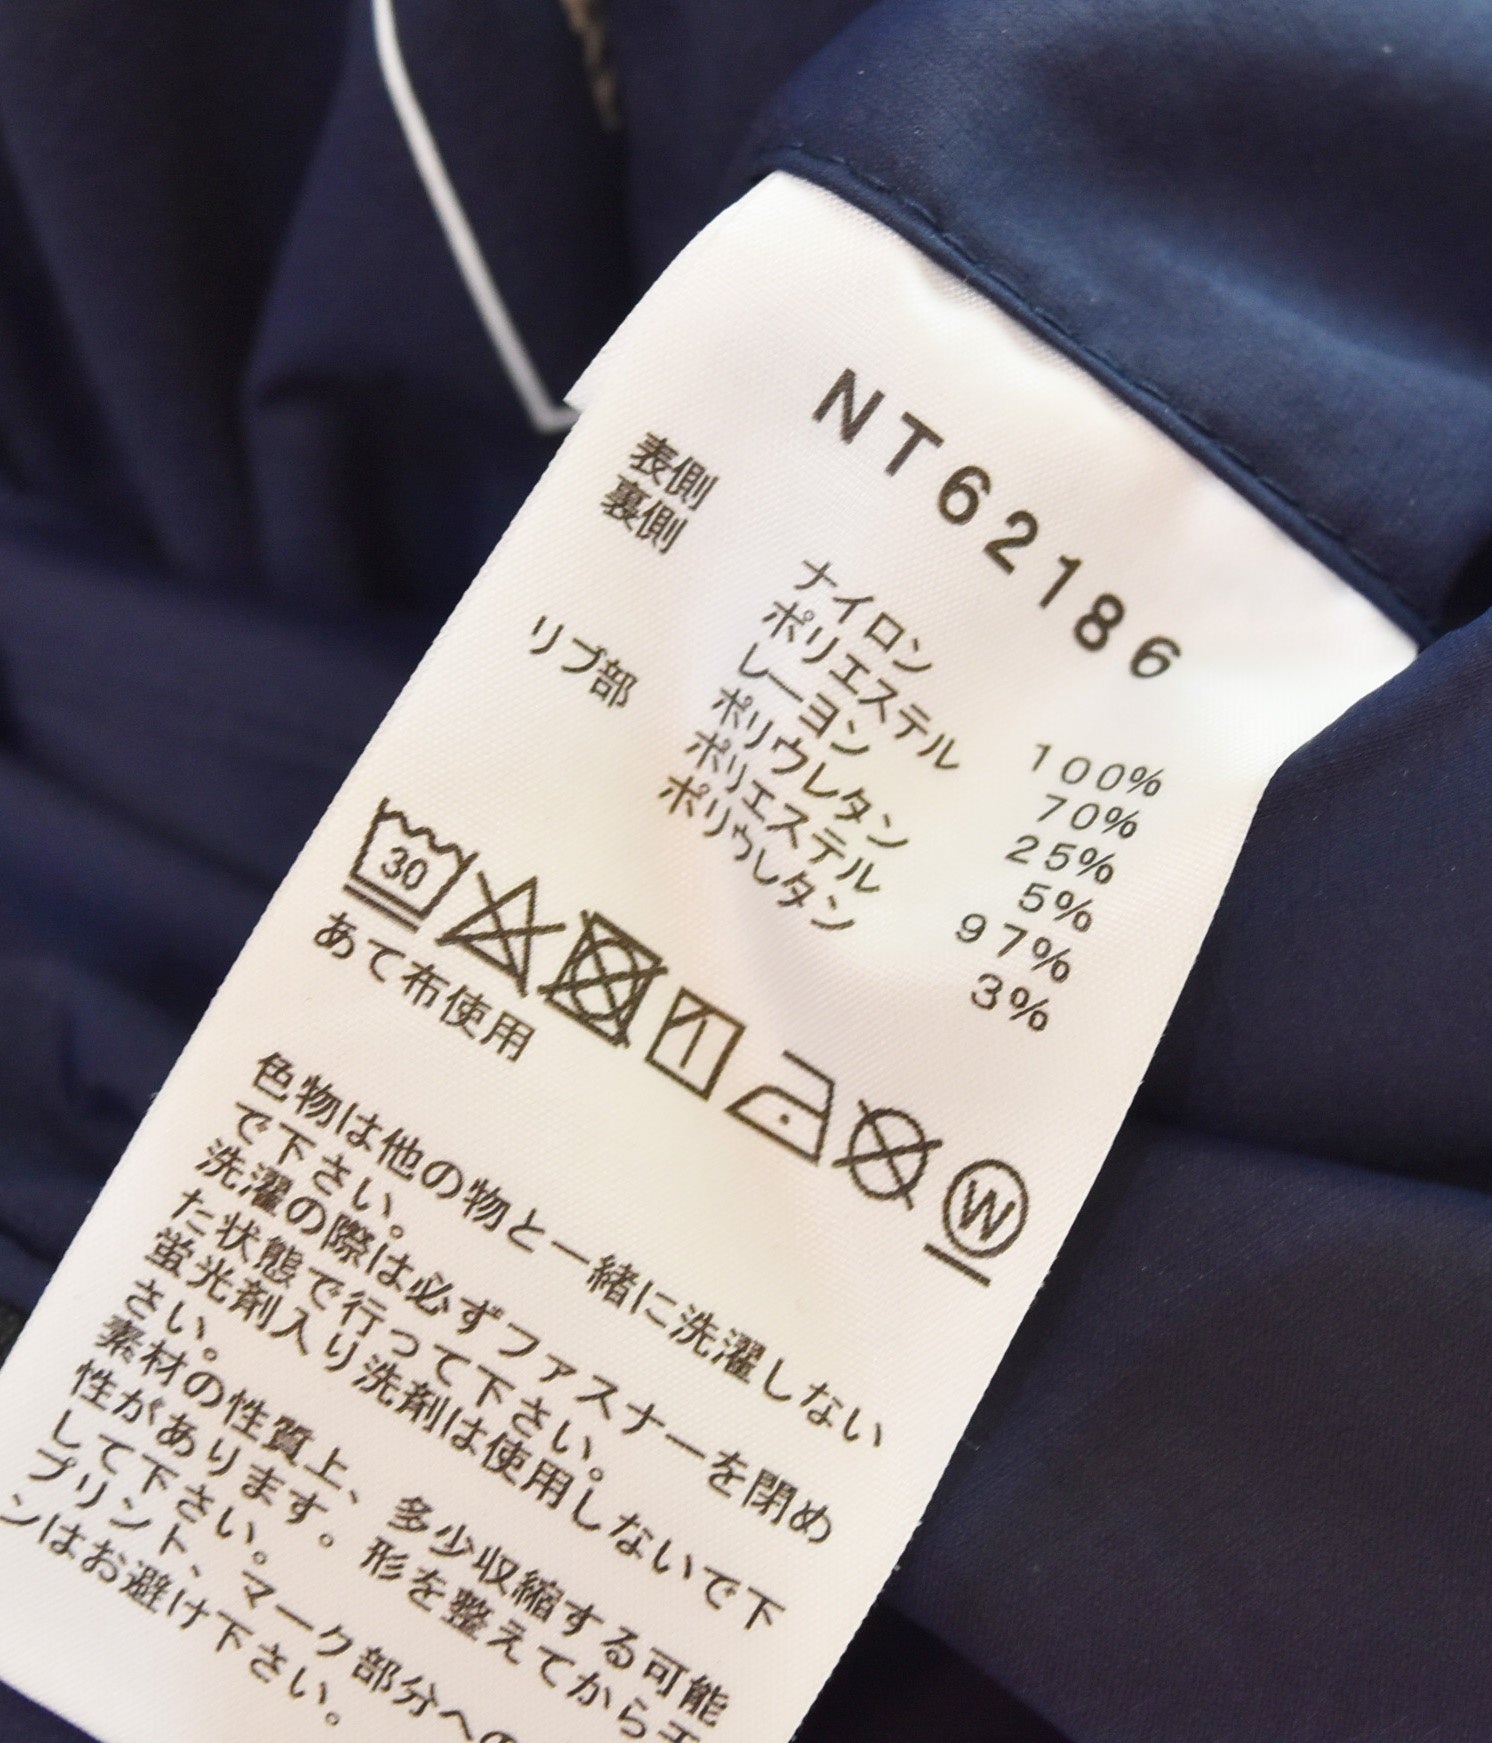 NT62186
表側 ナイロン 100%
裏側 ポリエステル 70%
レーヨン 25%
ポリウレタン 5%
リブ部 ポリエステル 97%
ポリウレタン 3%
30
W
あて布使用
色物は他の物と一緒に洗濯しない
で下さい。
洗濯の際は必ずファスナーを閉め
た状態で行って下さい。
蛍光剤入り洗剤は使用しないで下
さい。
素材の性質上、多少収縮する可能
性があります。形を整えてから干
して下さい。
プリント、マーク部分への
ンはお避け下さい。